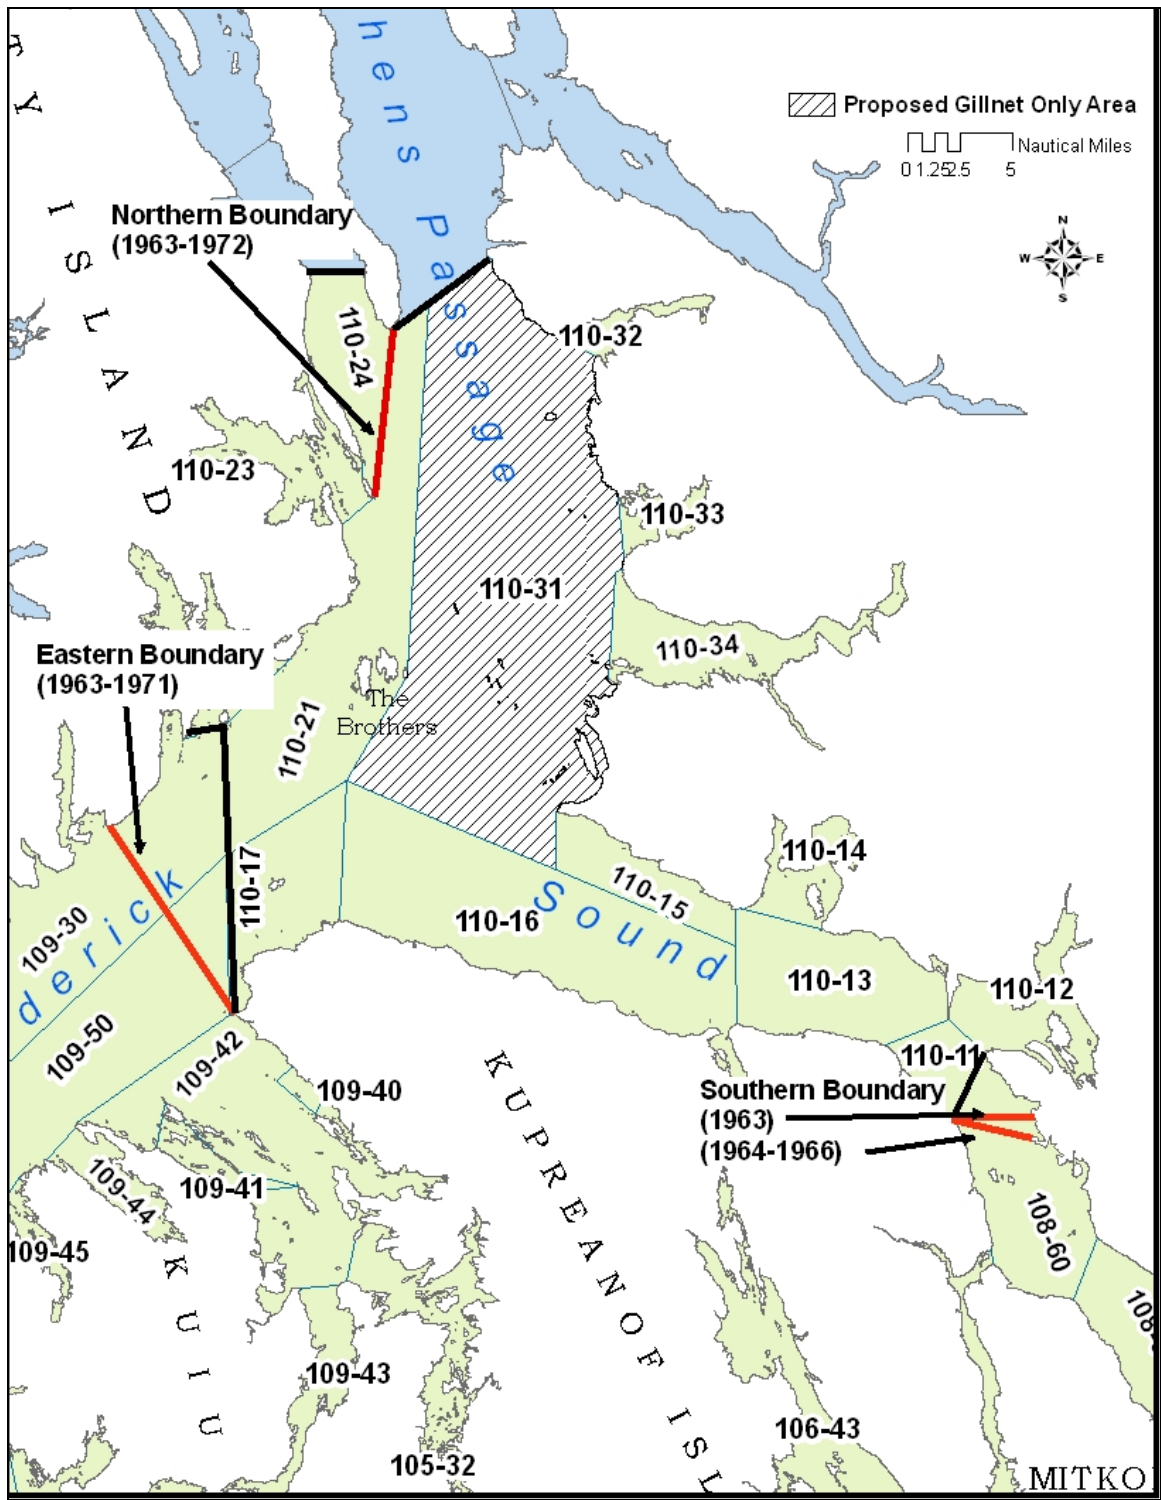 hens Passage
Proposed Gillnet Only Area
Nautical Miles
0 1.25 2.5 5
N
W E
S
TY ISLAND
Northern Boundary
(1963-1972)
110-24
110-32
110-23
110-33
110-31
110-34
Eastern Boundary
(1963-1971)
The
Brothers
110-21
110-17
110-14
110-15
110-16
derick Sound
109-30
110-13
110-12
109-50
109-42
110-11
109-40
Southern Boundary
(1963)
(1964-1966)
KUPREANOF ISL
109-44
109-41
108-60
109-45
KUIU
108-
109-43
106-43
105-32
MITKO